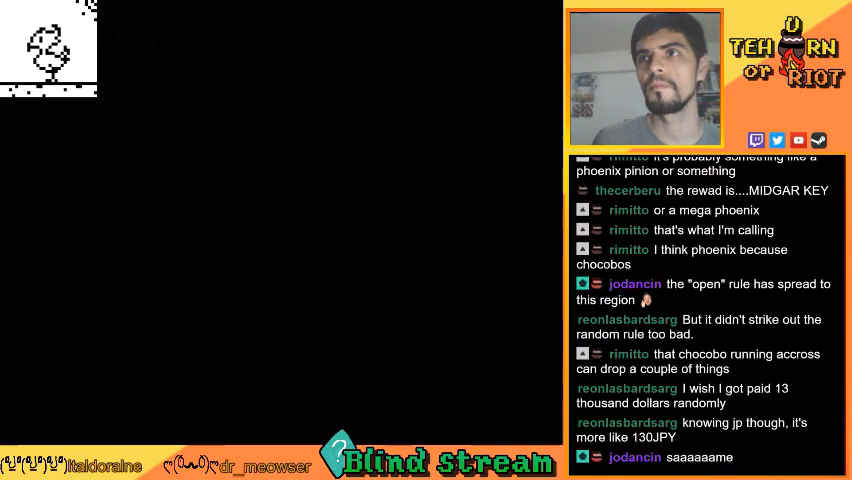 U
TEH RN
or RIOT
rimitto it's probably something like a
phoenix pinion or something
thecerberu the rewad is....MIDGAR KEY
rimitto or a mega phoenix
rimitto that's what I'm calling
rimitto I think phoenix because
chocobos
jodancin the "open" rule has spread to
this region
reonlasbardsarg But it didn't strike out the
random rule too bad.
rimitto that chocobo running accross
can drop a couple of things
reonlasbardsarg I wish I got paid 13
thousand dollars randomly
reonlasbardsarg knowing jp though, it's
more like 130JPY
jodancin saaaaaame
italdoraine dr_meowser ? Blind stream